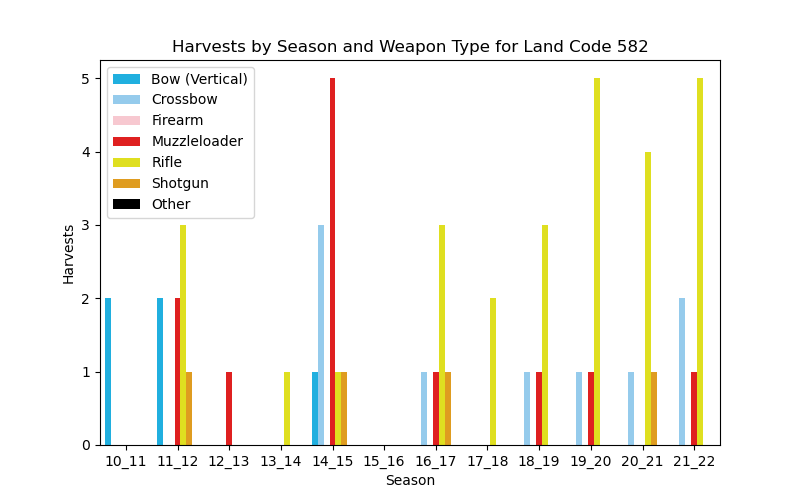 Harvests by Season and Weapon Type for Land Code 582
Bow (Vertical)
Crossbow
Firearm
Muzzleloader
Rifle
Shotgun
Other
5
4
3
2
1
0
Harvests
10_11 11_12 12_13 13_14 14_15 15_16 16_17 17_18 18_19 19_20 20_21 21_22
Season